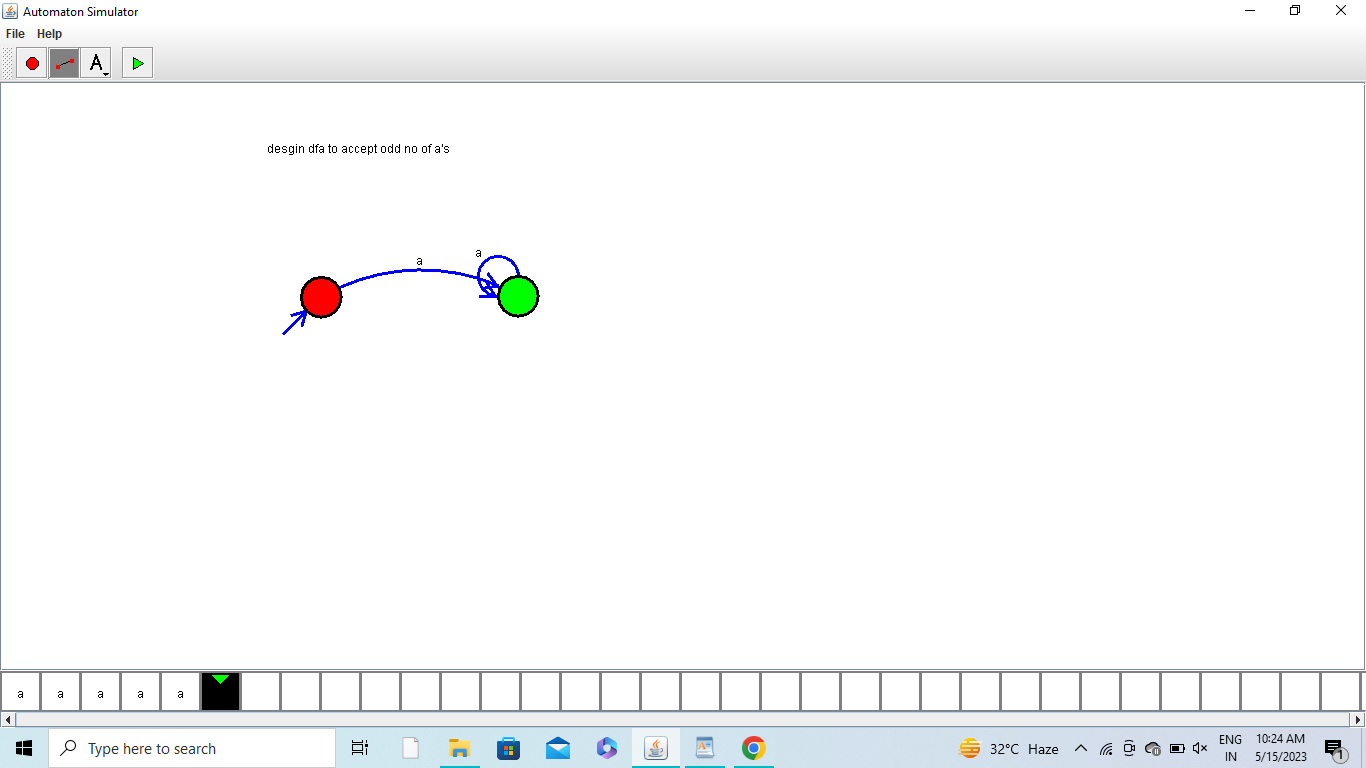 Automaton Simulator
File Help
A
desgin dfa to accept odd no of a's
a
a
a a a a a
Type here to search
32°C Haze
ENG
IN
10:24 AM
5/15/2023
1